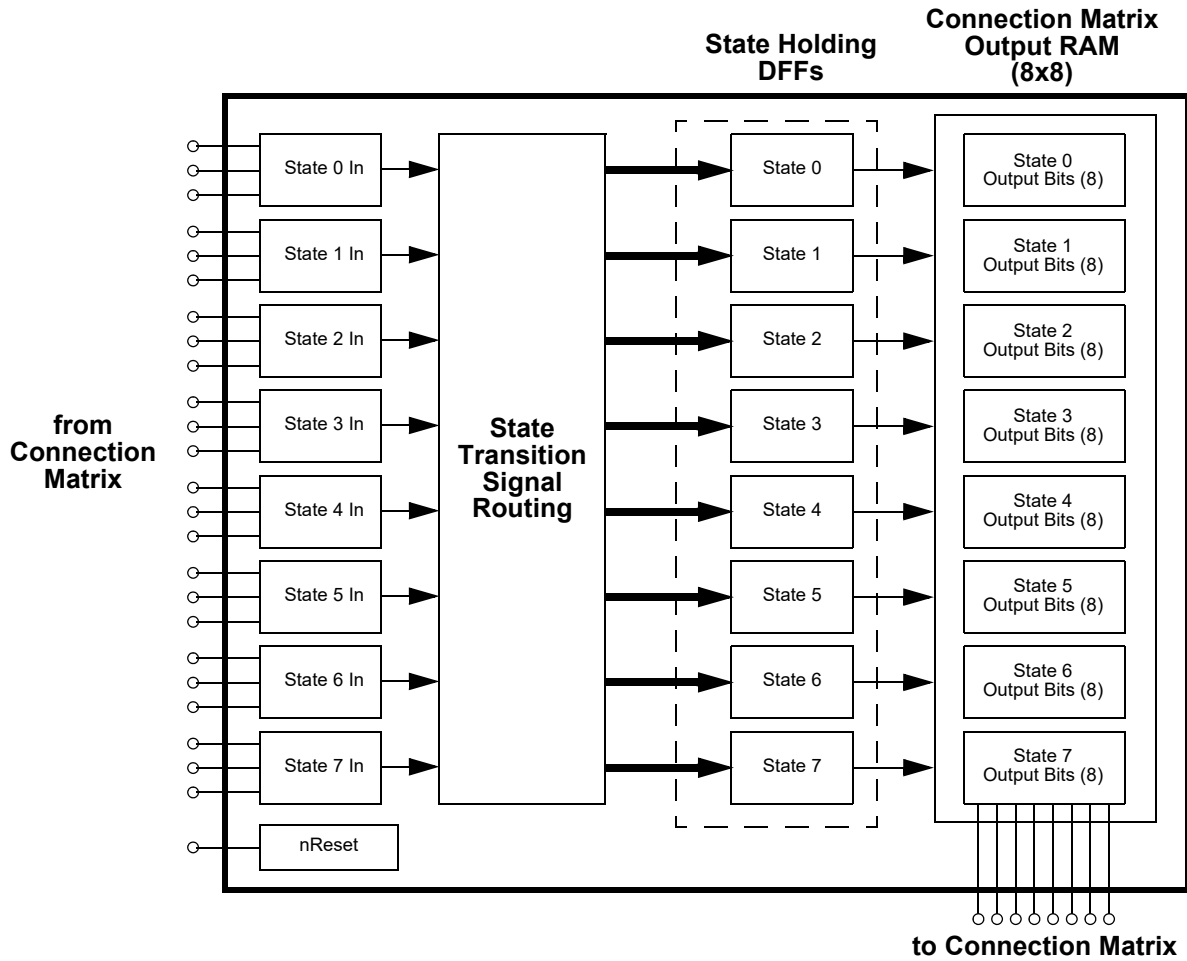 State Holding
DFFs
Connection Matrix
Output RAM
(8x8)
from
Connection
Matrix
State 0 In
State 1 In
State 2 In
State 3 In
State 4 In
State 5 In
State 6 In
State 7 In
nReset
State
Transition
Signal
Routing
State 0
State 1
State 2
State 3
State 4
State 5
State 6
State 7
State 0
Output Bits (8)
State 1
Output Bits (8)
State 2
Output Bits (8)
State 3
Output Bits (8)
State 4
Output Bits (8)
State 5
Output Bits (8)
State 6
Output Bits (8)
State 7
Output Bits (8)
to Connection Matrix